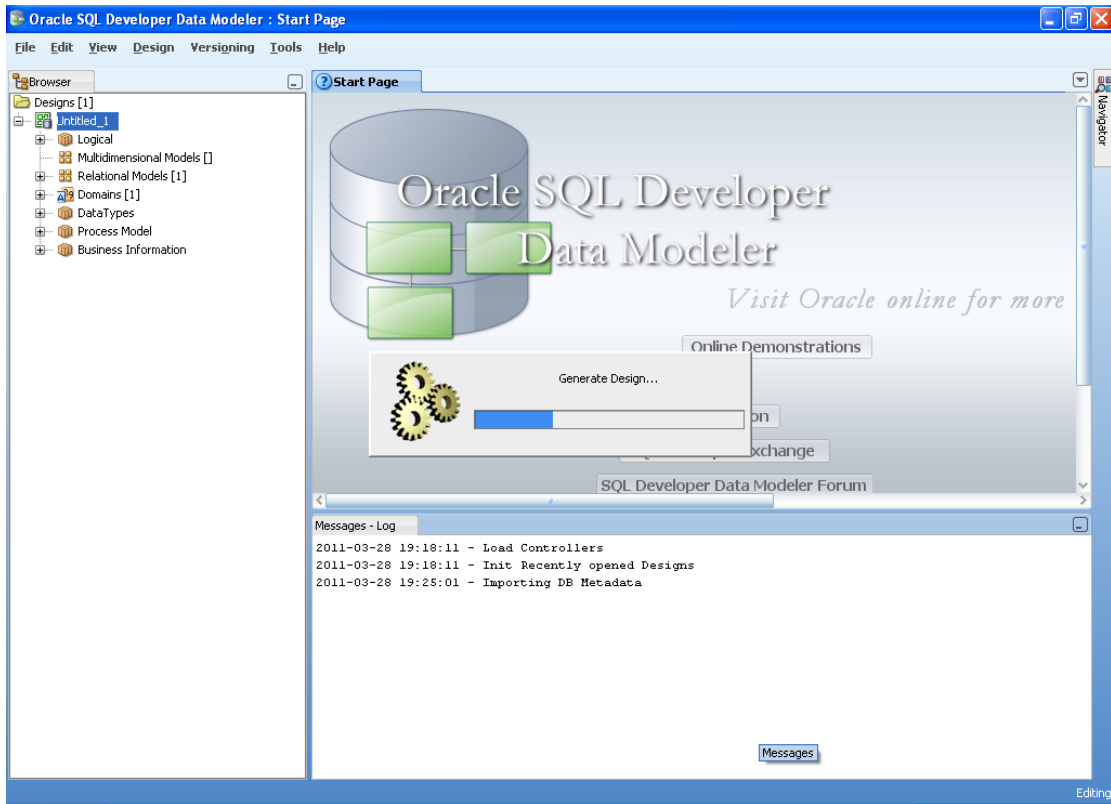 Oracle SQL Developer Data Modeler : Start Page
File Edit View Design Versioning Tools Help
Browser
Designs [1]
Untitled_1
Logical
Multidimensional Models []
Relational Models [1]
Domains [1]
DataTypes
Process Model
Business Information
Start Page
Navigator
Oracle SQL Developer
Data Modeler
Visit Oracle online for more
Online Demonstrations
Generate Design...
on
xchange
SQL Developer Data Modeler Forum
Messages - Log
2011-03-28 19:18:11 - Load Controllers
2011-03-28 19:18:11 - Init Recently opened Designs
2011-03-28 19:25:01 - Importing DB Metadata
Messages
Editing